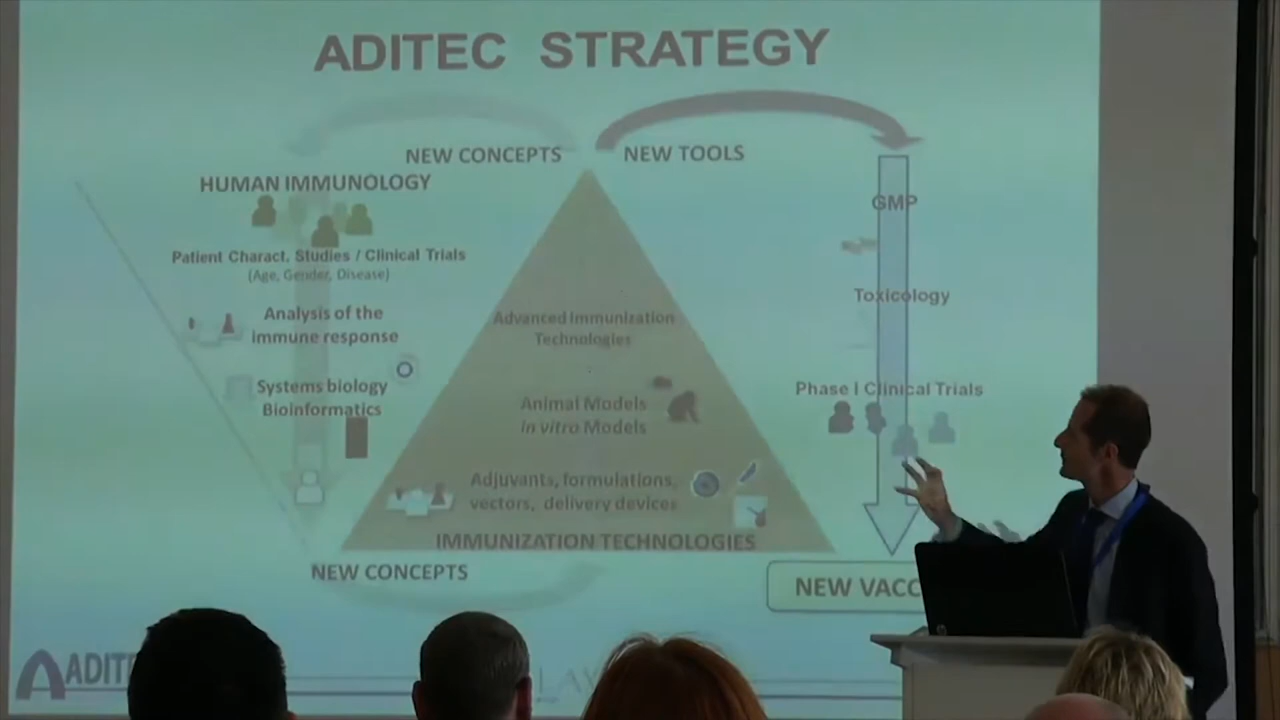 ADITEC STRATEGY
NEW CONCEPTS
NEW TOOLS
HUMAN IMMUNOLOGY
Patient Charact. Studies / Clinical Trials
(Age, Gender, Disease)
Analysis of the
immune response
Systems biology
Bioinformatics
Advanced Immunization
Technologies
Animal Models
in vitro Models
Adjuvants, formulations,
vectors, delivery devices
IMMUNIZATION TECHNOLOGIES
NEW CONCEPTS
GMP
Toxicology
Phase I Clinical Trials
NEW VACC
ADITE